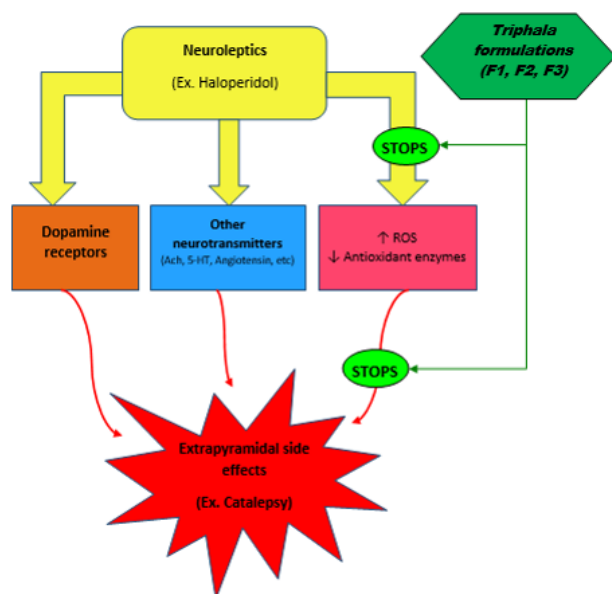 Neuroleptics
(Ex. Haloperidol)
Triphala
formulations
(F1, F2, F3)
STOPS
Dopamine
receptors
Other
neurotransmitters
(Ach, 5-HT, Angiotensin, etc)
↑ ROS
↓ Antioxidant enzymes
STOPS
Extrapyramidal side
effects
(Ex. Catalepsy)